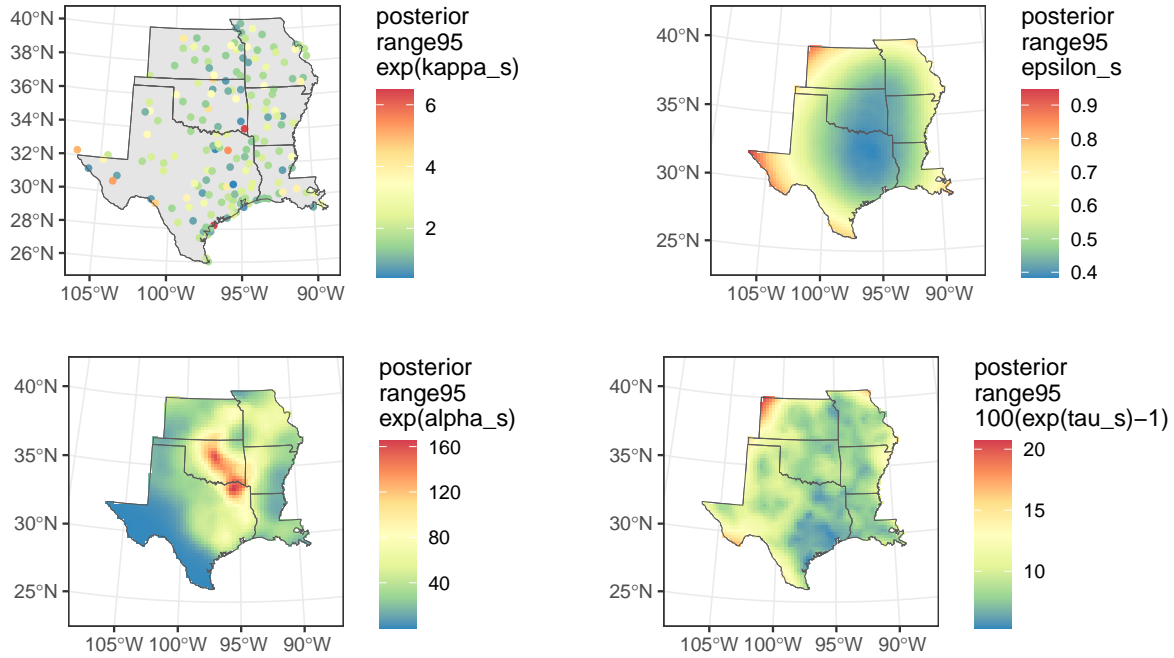 40°N
38°N
36°N
34°N
32°N
30°N
28°N
26°N
105°W 100°W 95°W 90°W
posterior
range95
exp(kappa_s)
6
4
2
40°N
35°N
30°N
25°N
105°W 100°W 95°W 90°W
posterior
range95
epsilon_s
0.9
0.8
0.7
0.6
0.5
0.4
40°N
35°N
30°N
25°N
105°W 100°W 95°W 90°W
posterior
range95
exp(alpha_s)
160
120
80
40
40°N
35°N
30°N
25°N
105°W 100°W 95°W 90°W
posterior
range95
100(exp(tau_s)−1)
20
15
10